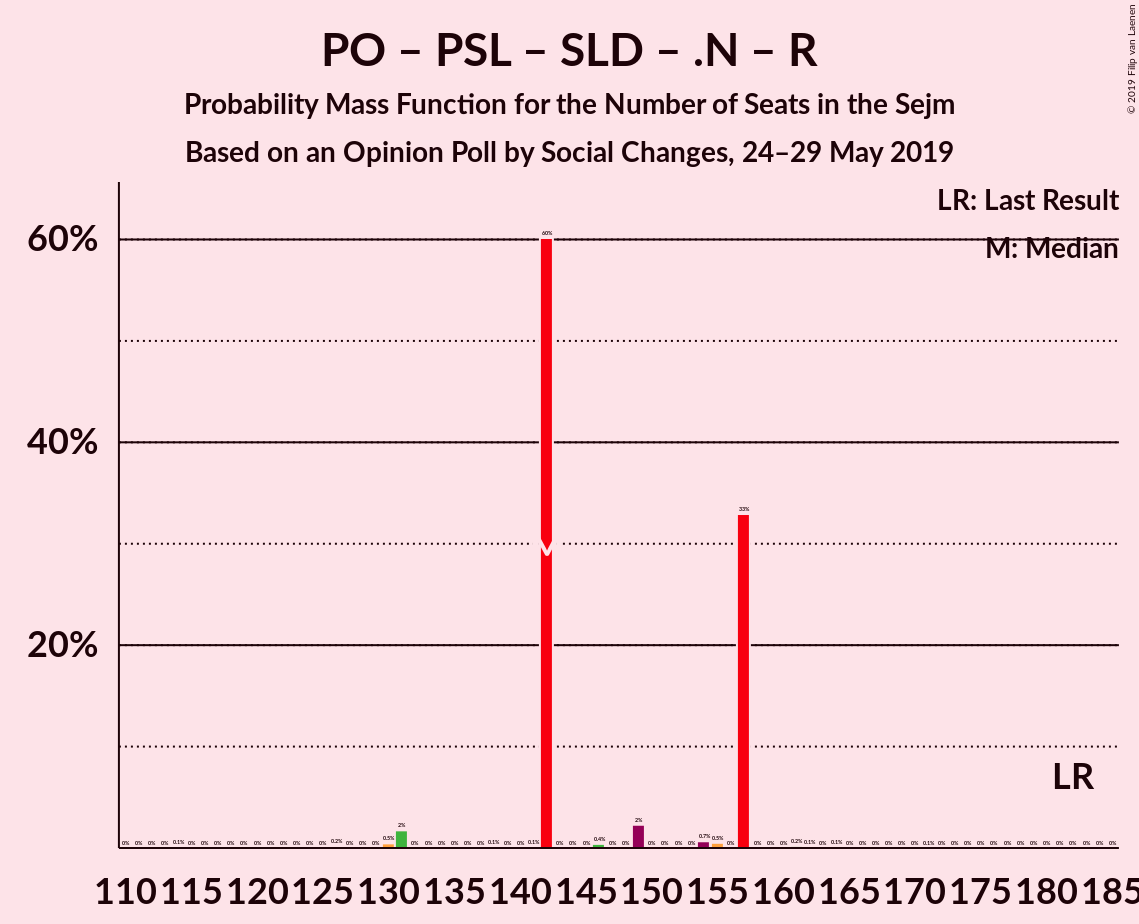 PO – PSL – SLD – .N – R
Probability Mass Function for the Number of Seats in the Sejm
Based on an Opinion Poll by Social Changes, 24–29 May 2019
© 2019 Filip van Laenen
LR: Last Result
M: Median
60%
40%
20%
60%
33%
M
LR
2%
2%
0.7%
0.5%
0.5%
0.4%
0% 0% 0% 0% 0.1%
110 115 120 125 130 135 140 145 150 155 160 165 170 175 180 185